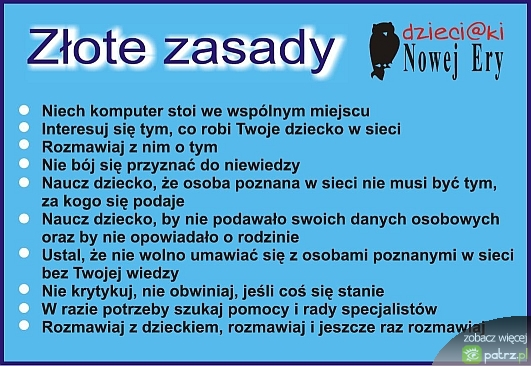 Złote zasady
dzieci@ki
Nowej Ery
Niech komputer stoi we wspólnym miejscu
Interesuj się tym, co robi Twoje dziecko w sieci
Rozmawiaj z nim o tym
Nie bój się przyznać do niewiedzy
Naucz dziecko, że osoba poznana w sieci nie musi być tym,
za kogo się podaje
Naucz dziecko, by nie podawało swoich danych osobowych
oraz by nie opowiadało o rodzinie
Ustal, że nie wolno umawiać się z osobami poznanymi w sieci
bez Twojej wiedzy
Nie krytykuj, nie obwiniaj, jeśli coś się stanie
W razie potrzeby szukaj pomocy i rady specjalistów
Rozmawiaj z dzieckiem, rozmawiaj i jeszcze raz rozmawiaj
zobacz więcej
patrz.pl